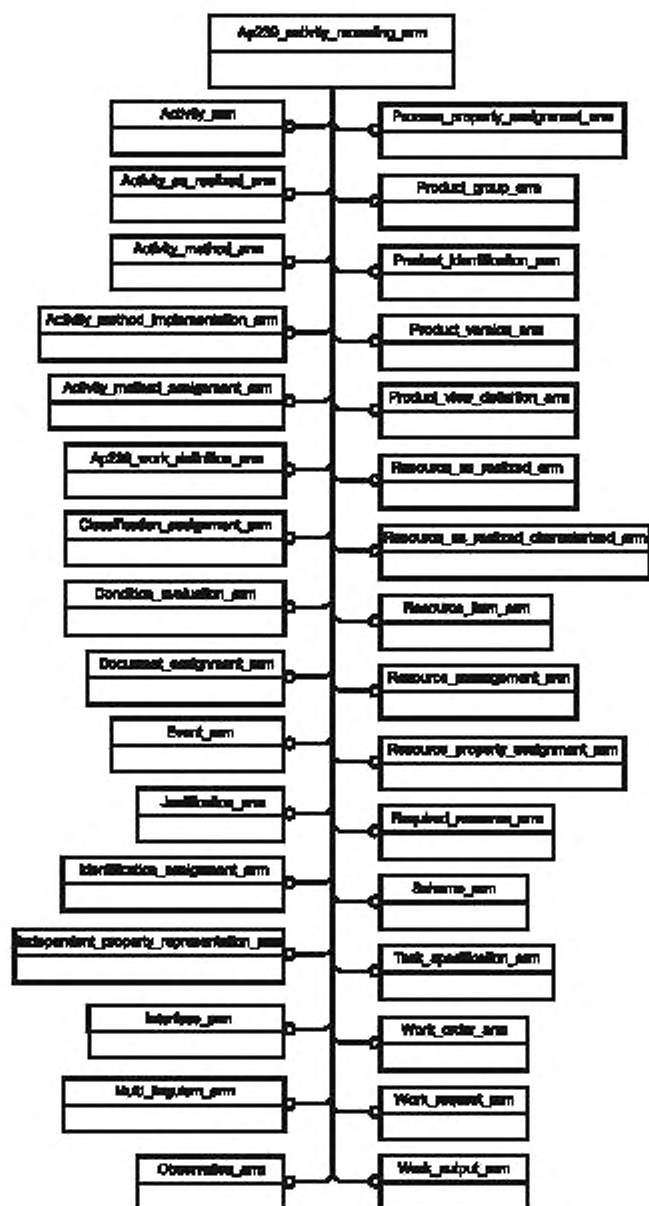 Ap239_activity_recording_arm
Activity_arm
Activity_as_realized_arm
Activity_method_arm
Activity_method_implementation_arm
Activity_method_assignment_arm
Ap239_work_definition_arm
Classification_assignment_arm
Condition_evaluation_arm
Document_assignment_arm
Event_arm
Justification_arm
Identification_assignment_arm
Independent_property_representation_arm
Interface_arm
Multi_linguism_arm
Observation_arm
Process_property_assignment_arm
Product_group_arm
Product_identification_arm
Product_version_arm
Product_view_definition_arm
Resource_as_realized_arm
Resource_as_realized_characterized_arm
Resource_item_arm
Resource_management_arm
Resource_property_assignment_arm
Required_resource_arm
Scheme_arm
Task_specification_arm
Work_order_arm
Work_request_arm
Work_output_arm